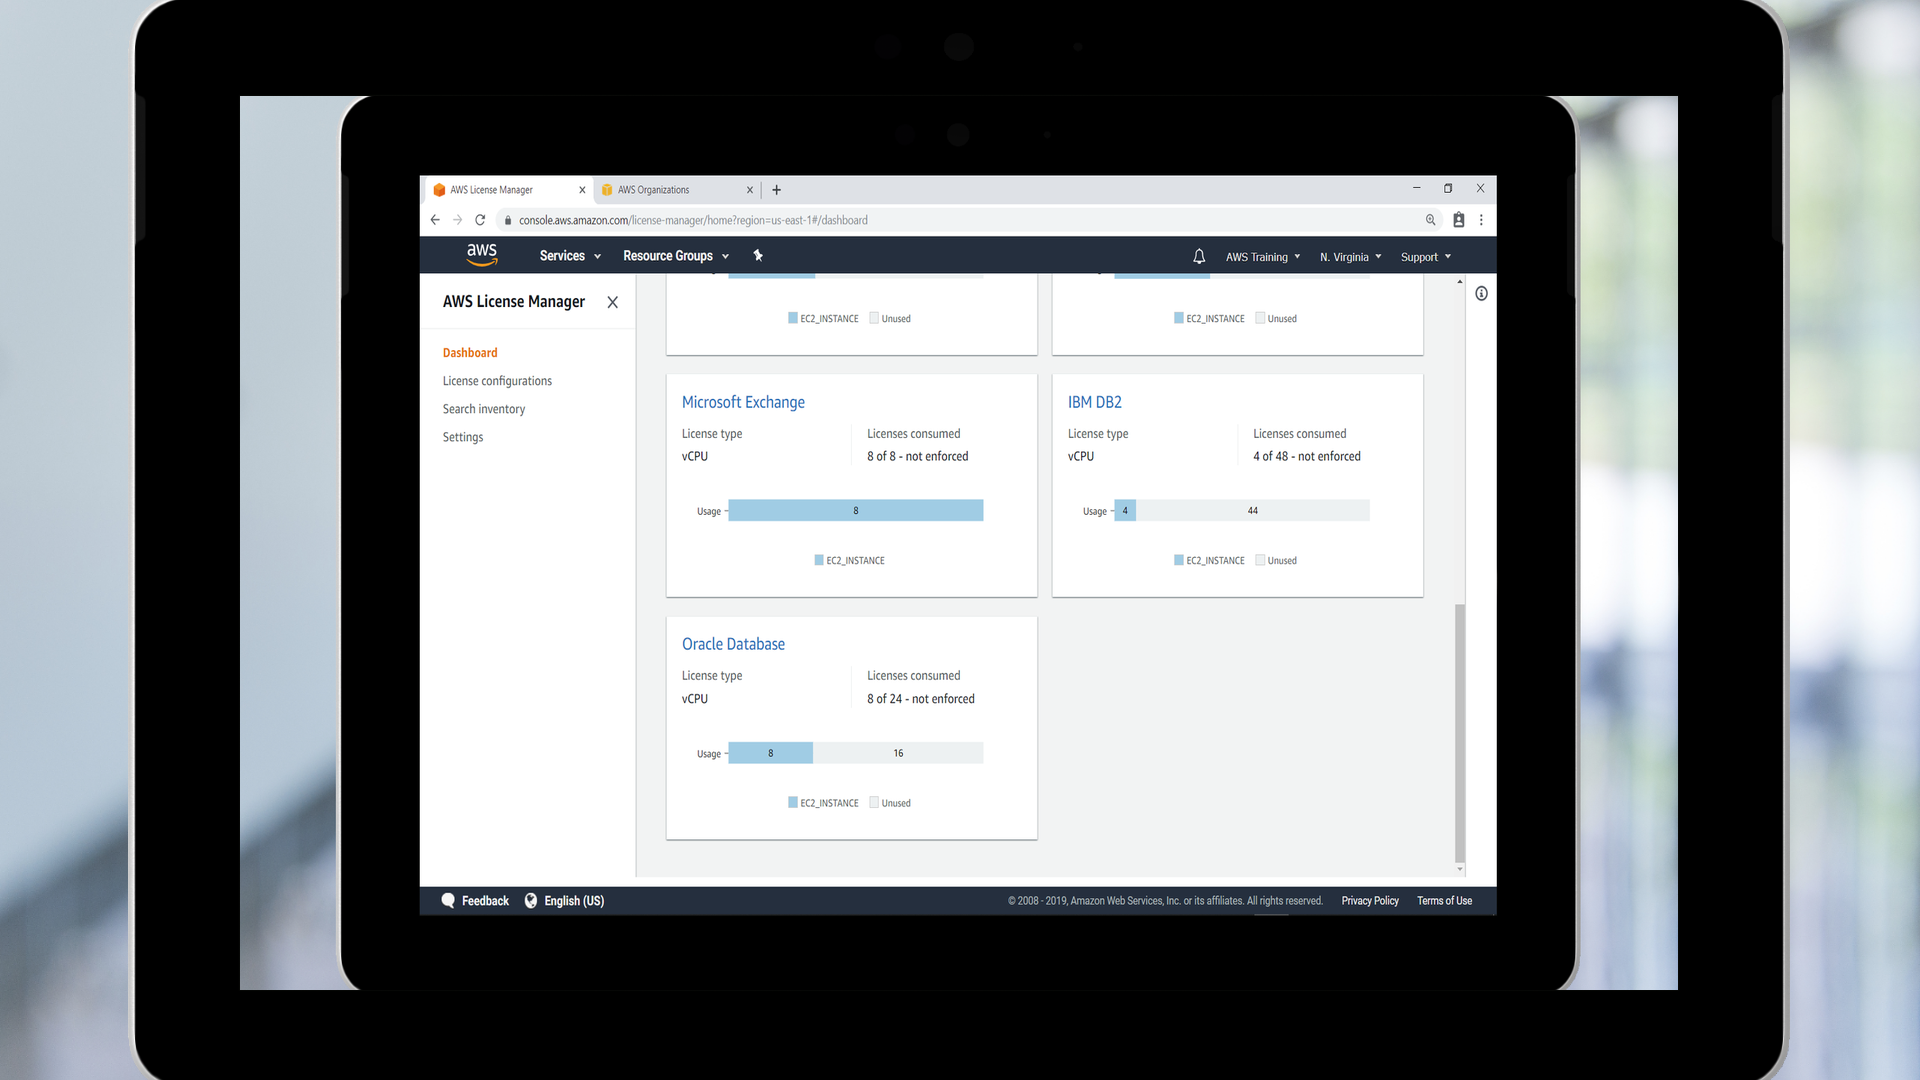 AWS License Manager
AWS Organizations
console.aws.amazon.com/license-manager/home?region=us-east-1#/dashboard
aws
Services
Resource Groups
AWS Training
N. Virginia
Support
AWS License Manager
Dashboard
License configurations
Search inventory
Settings
EC2_INSTANCE Unused
EC2_INSTANCE Unused
Microsoft Exchange
License type
vCPU
Licenses consumed
8 of 8 - not enforced
Usage
8
EC2_INSTANCE
IBM DB2
License type
vCPU
Licenses consumed
4 of 48 - not enforced
Usage
4
44
EC2_INSTANCE Unused
Oracle Database
License type
vCPU
Licenses consumed
8 of 24 - not enforced
Usage
8
16
EC2_INSTANCE Unused
Feedback
English (US)
© 2008 - 2019, Amazon Web Services, Inc. or its affiliates. All rights reserved.
Privacy Policy
Terms of Use